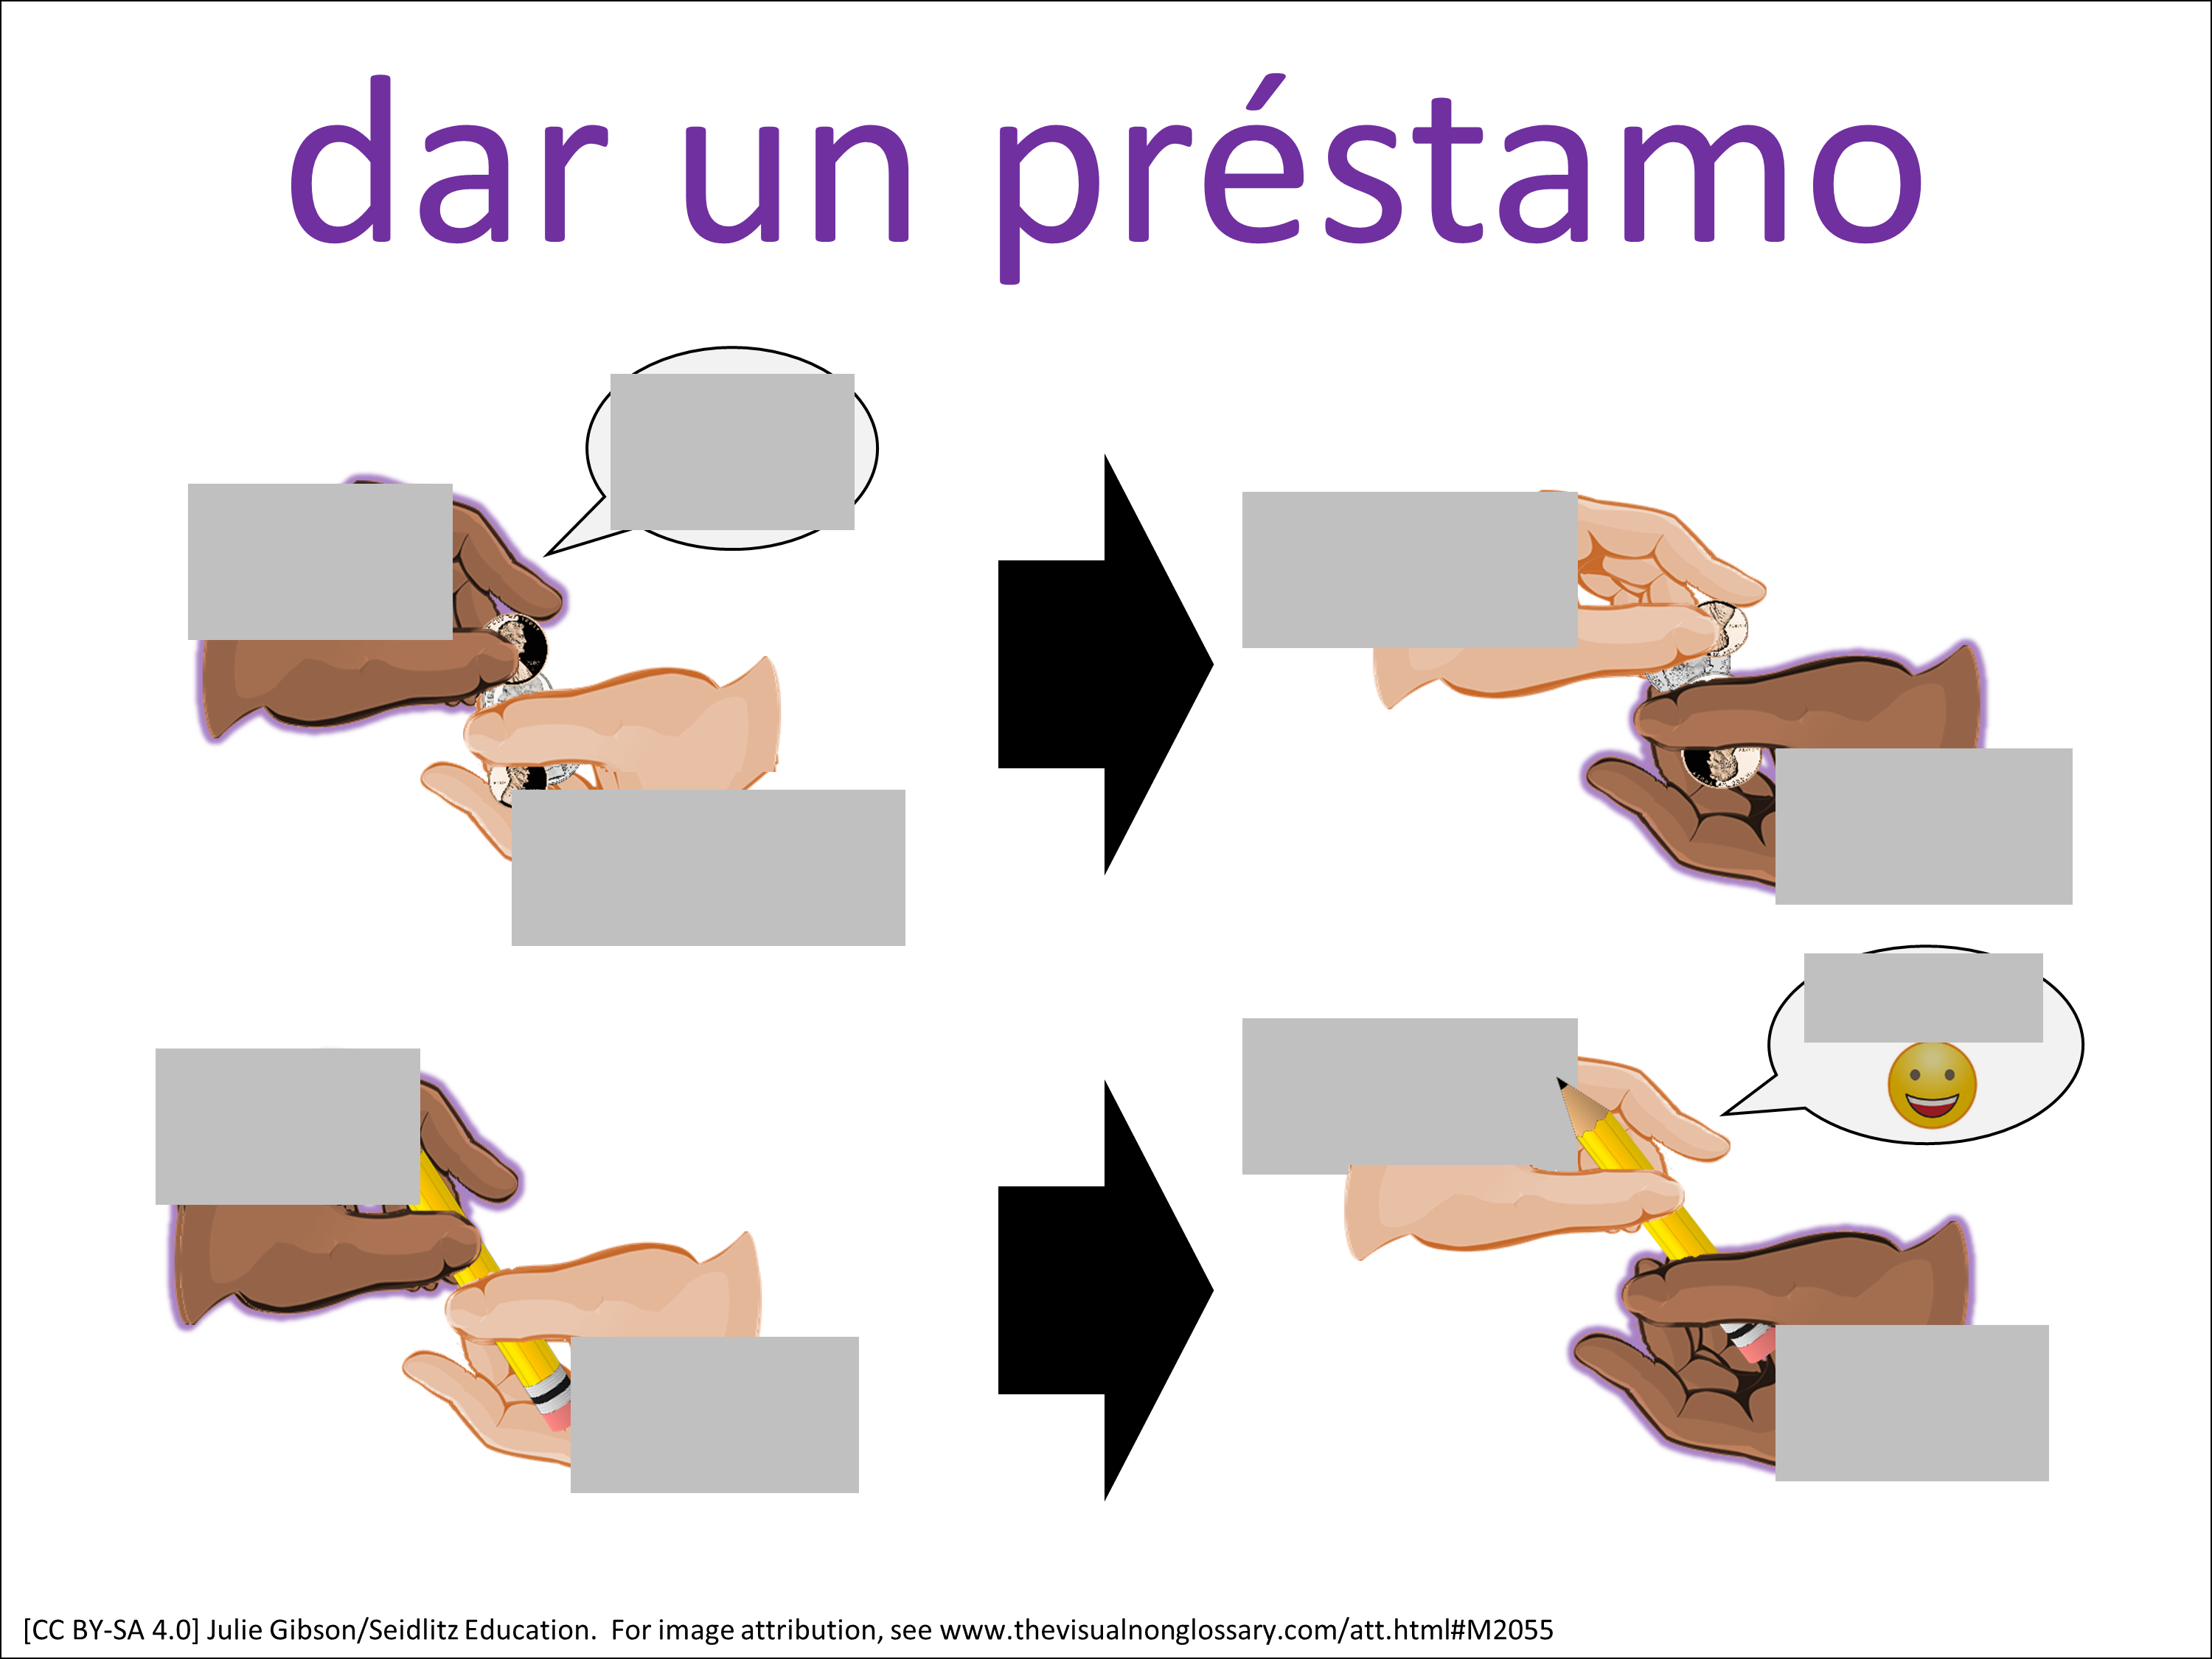 dar un préstamo
[CC BY-SA 4.0] Julie Gibson/Seidlitz Education. For image attribution, see www.thevisualnonglossary.com/att.html#M2055